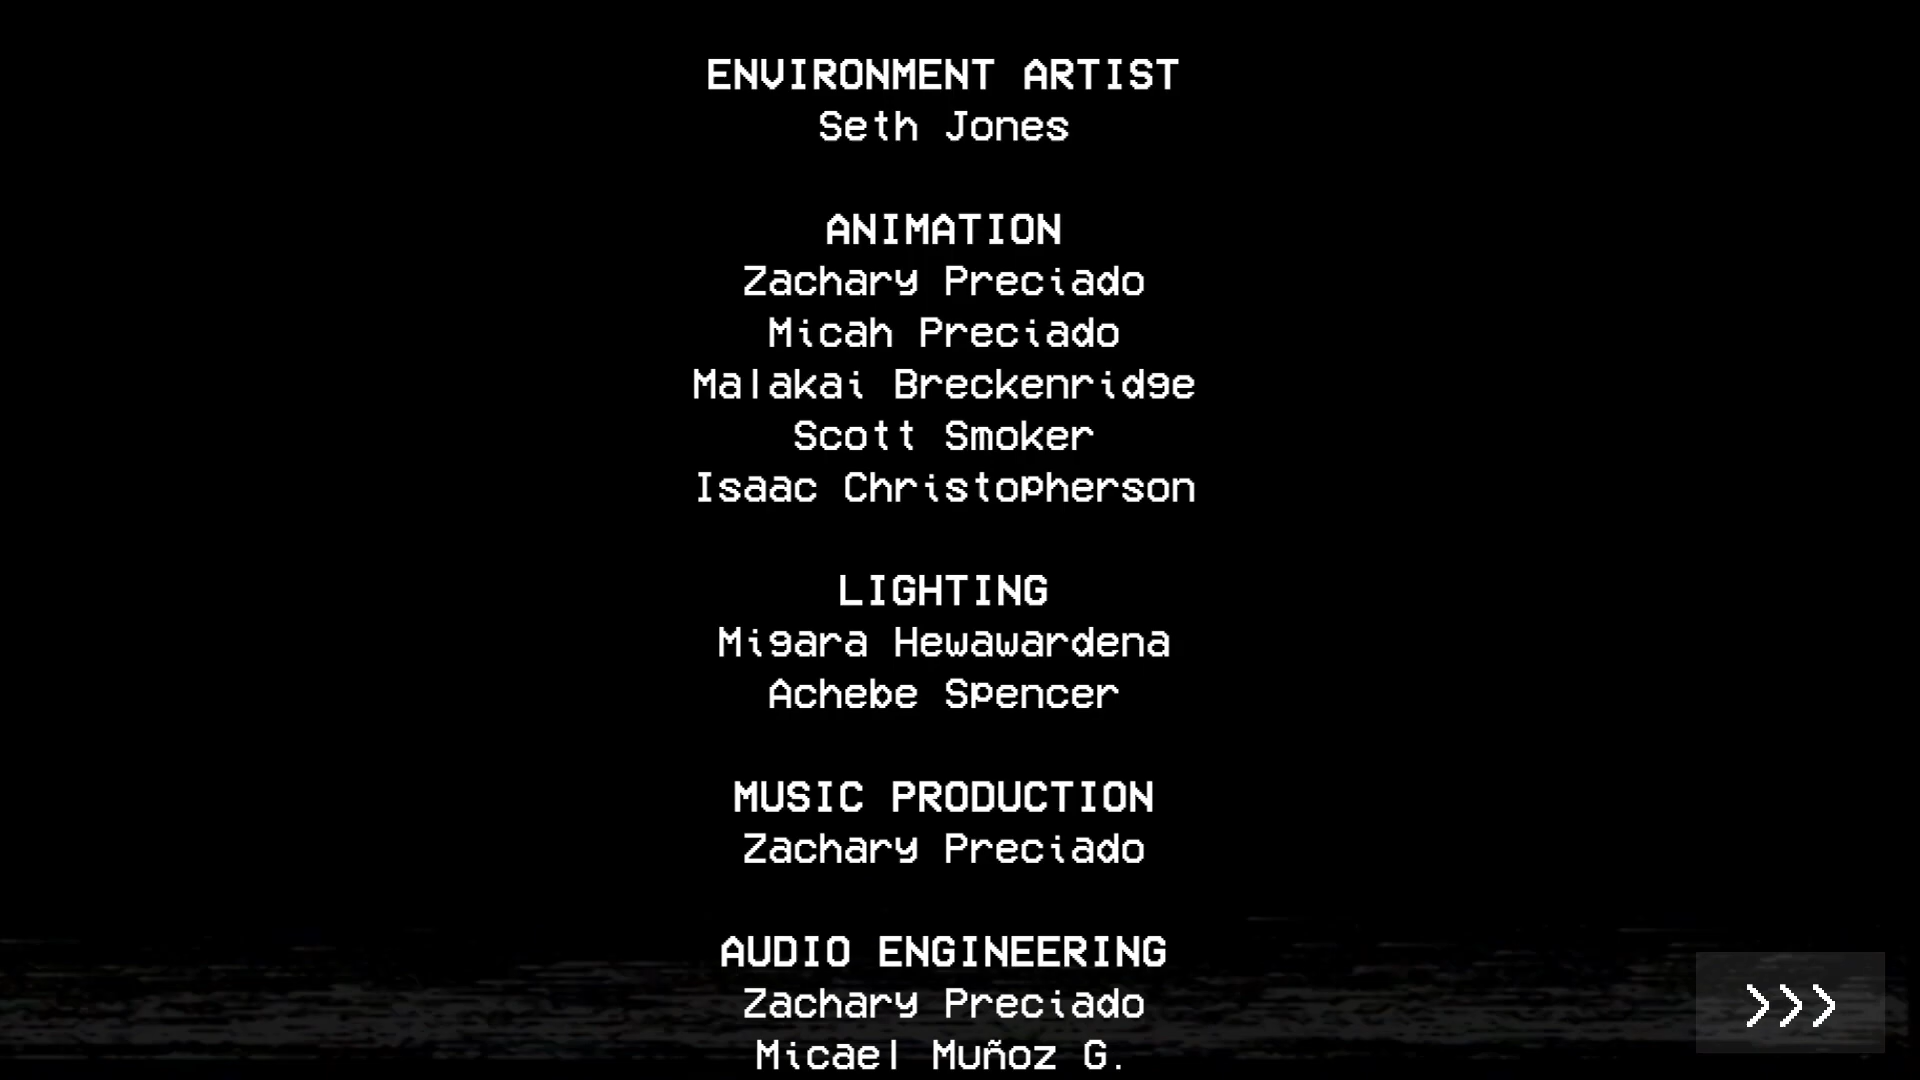 ENVIRONMENT ARTIST
Seth Jones
ANIMATION
Zachary Preciado
Micah Preciado
Malakai Breckenridge
Scott Smoker
Isaac Christopherson
LIGHTING
Migara Hewawardena
Achebe Spencer
MUSIC PRODUCTION
Zachary Preciado
AUDIO ENGINEERING
Zachary Preciado
Micael Muñoz G.
>>>